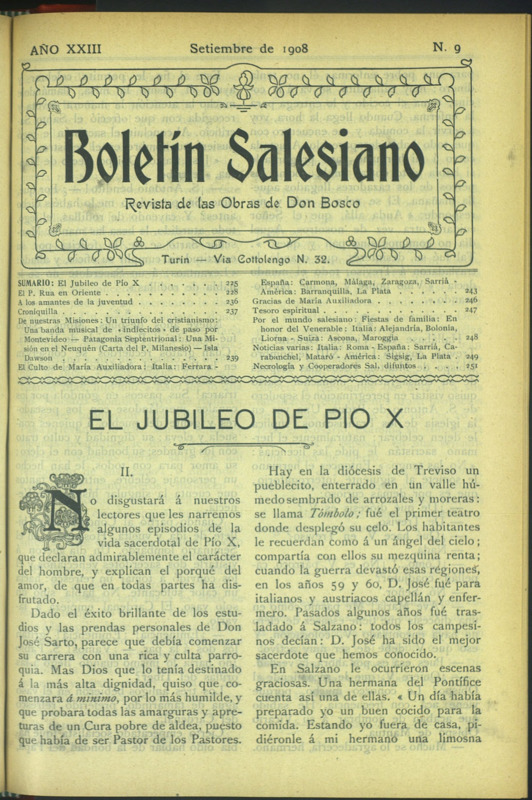 AÑO XXIII Setiembre de 1908 N. 9
Boletín Salesiano
Revista de las Obras de Don Bosco
Turín — Via Cottolengo N. 32.
SUMARIO: El Jubileo de Pio X . . . . . . . . 225
El P. Rua en Oriente . . . . . . . . 228
A los amantes de la juventud . . . . . . . . 236
Croniquilla . . . . . . . . 237
De nuestras Misiones: Un triunfo del cristianismo:
Una banda musical de «indiecitos» de paso por
Montevideo — Patagonia Septentrional: Una Mi-
sión en el Neuquén (Carta del P. Milanesio) — Isla
Dawson . . . . . . . . 239
El Culto de María Auxiliadora: Italia: Ferrara -
España: Carmona, Málaga, Zaragoza, Sarriá -
América: Barranquilla, La Plata . . . . . . . . 243
Gracias de María Auxiliadora . . . . . . . . 246
Tesoro espiritual . . . . . . . . 247
Por el mundo salesiano: Fiestas de familia: En
honor del Venerable: Italia: Alejandria, Bolonia,
Liorna - Suiza: Ascona, Maroggia . . . . . . . . 248
Noticias varias: Italia: Roma - España: Sarriá, Ca-
rabonchel, Mataró - América: Sigsig, La Plata . 249
Necrología y Cooperadores Sal. difuntos . . . . 251
EL JUBILEO DE PIO X
II.
No disgustará á nuestros
lectores que les narremos
algunos episodios de la
vida sacerdotal de Pío X,
que declaran admirablemente el carácter
del hombre, y explican el porqué del
amor, de que en todas partes ha dis-
frutado.
Dado el éxito brillante de los estu-
dios y las prendas personales de Don
José Sarto, parece que debía comenzar
su carrera con una rica y culta parro-
quia. Mas Dios que lo tenía destinado
á la más alta dignidad, quiso que co-
menzara á minimo, por lo más humilde, y
que probara todas las amarguras y apre-
turas de un Cura pobre de aldea, puesto
que había de ser Pastor de los Pastores.
Hay en la diócesis de Treviso un
pueblecito, enterrado en un valle hú-
medo sembrado de arrozales y moreras:
se llama Tómbolo; fué el primer teatro
donde desplegó su celo. Los habitantes
le recuerdan como á un ángel del cielo;
compartía con ellos su mezquina renta;
cuando la guerra devastó esas regiones,
en los años 59 y 60, D. José fué para
italianos y austriacos capellán y enfer-
mero. Pasados algunos años fué tras-
ladado á Salzano: todos los campesi-
nos decían: D. José ha sido el mejor
sacerdote que hemos conocido.
En Salzano le ocurrieron escenas
graciosas. Una hermana del Pontífice
cuenta así una de ellas. « Un día había
preparado yo un buen cocido para la
comida. Estando yo fuera de casa, pi-
diéronle á mi hermano una limosna